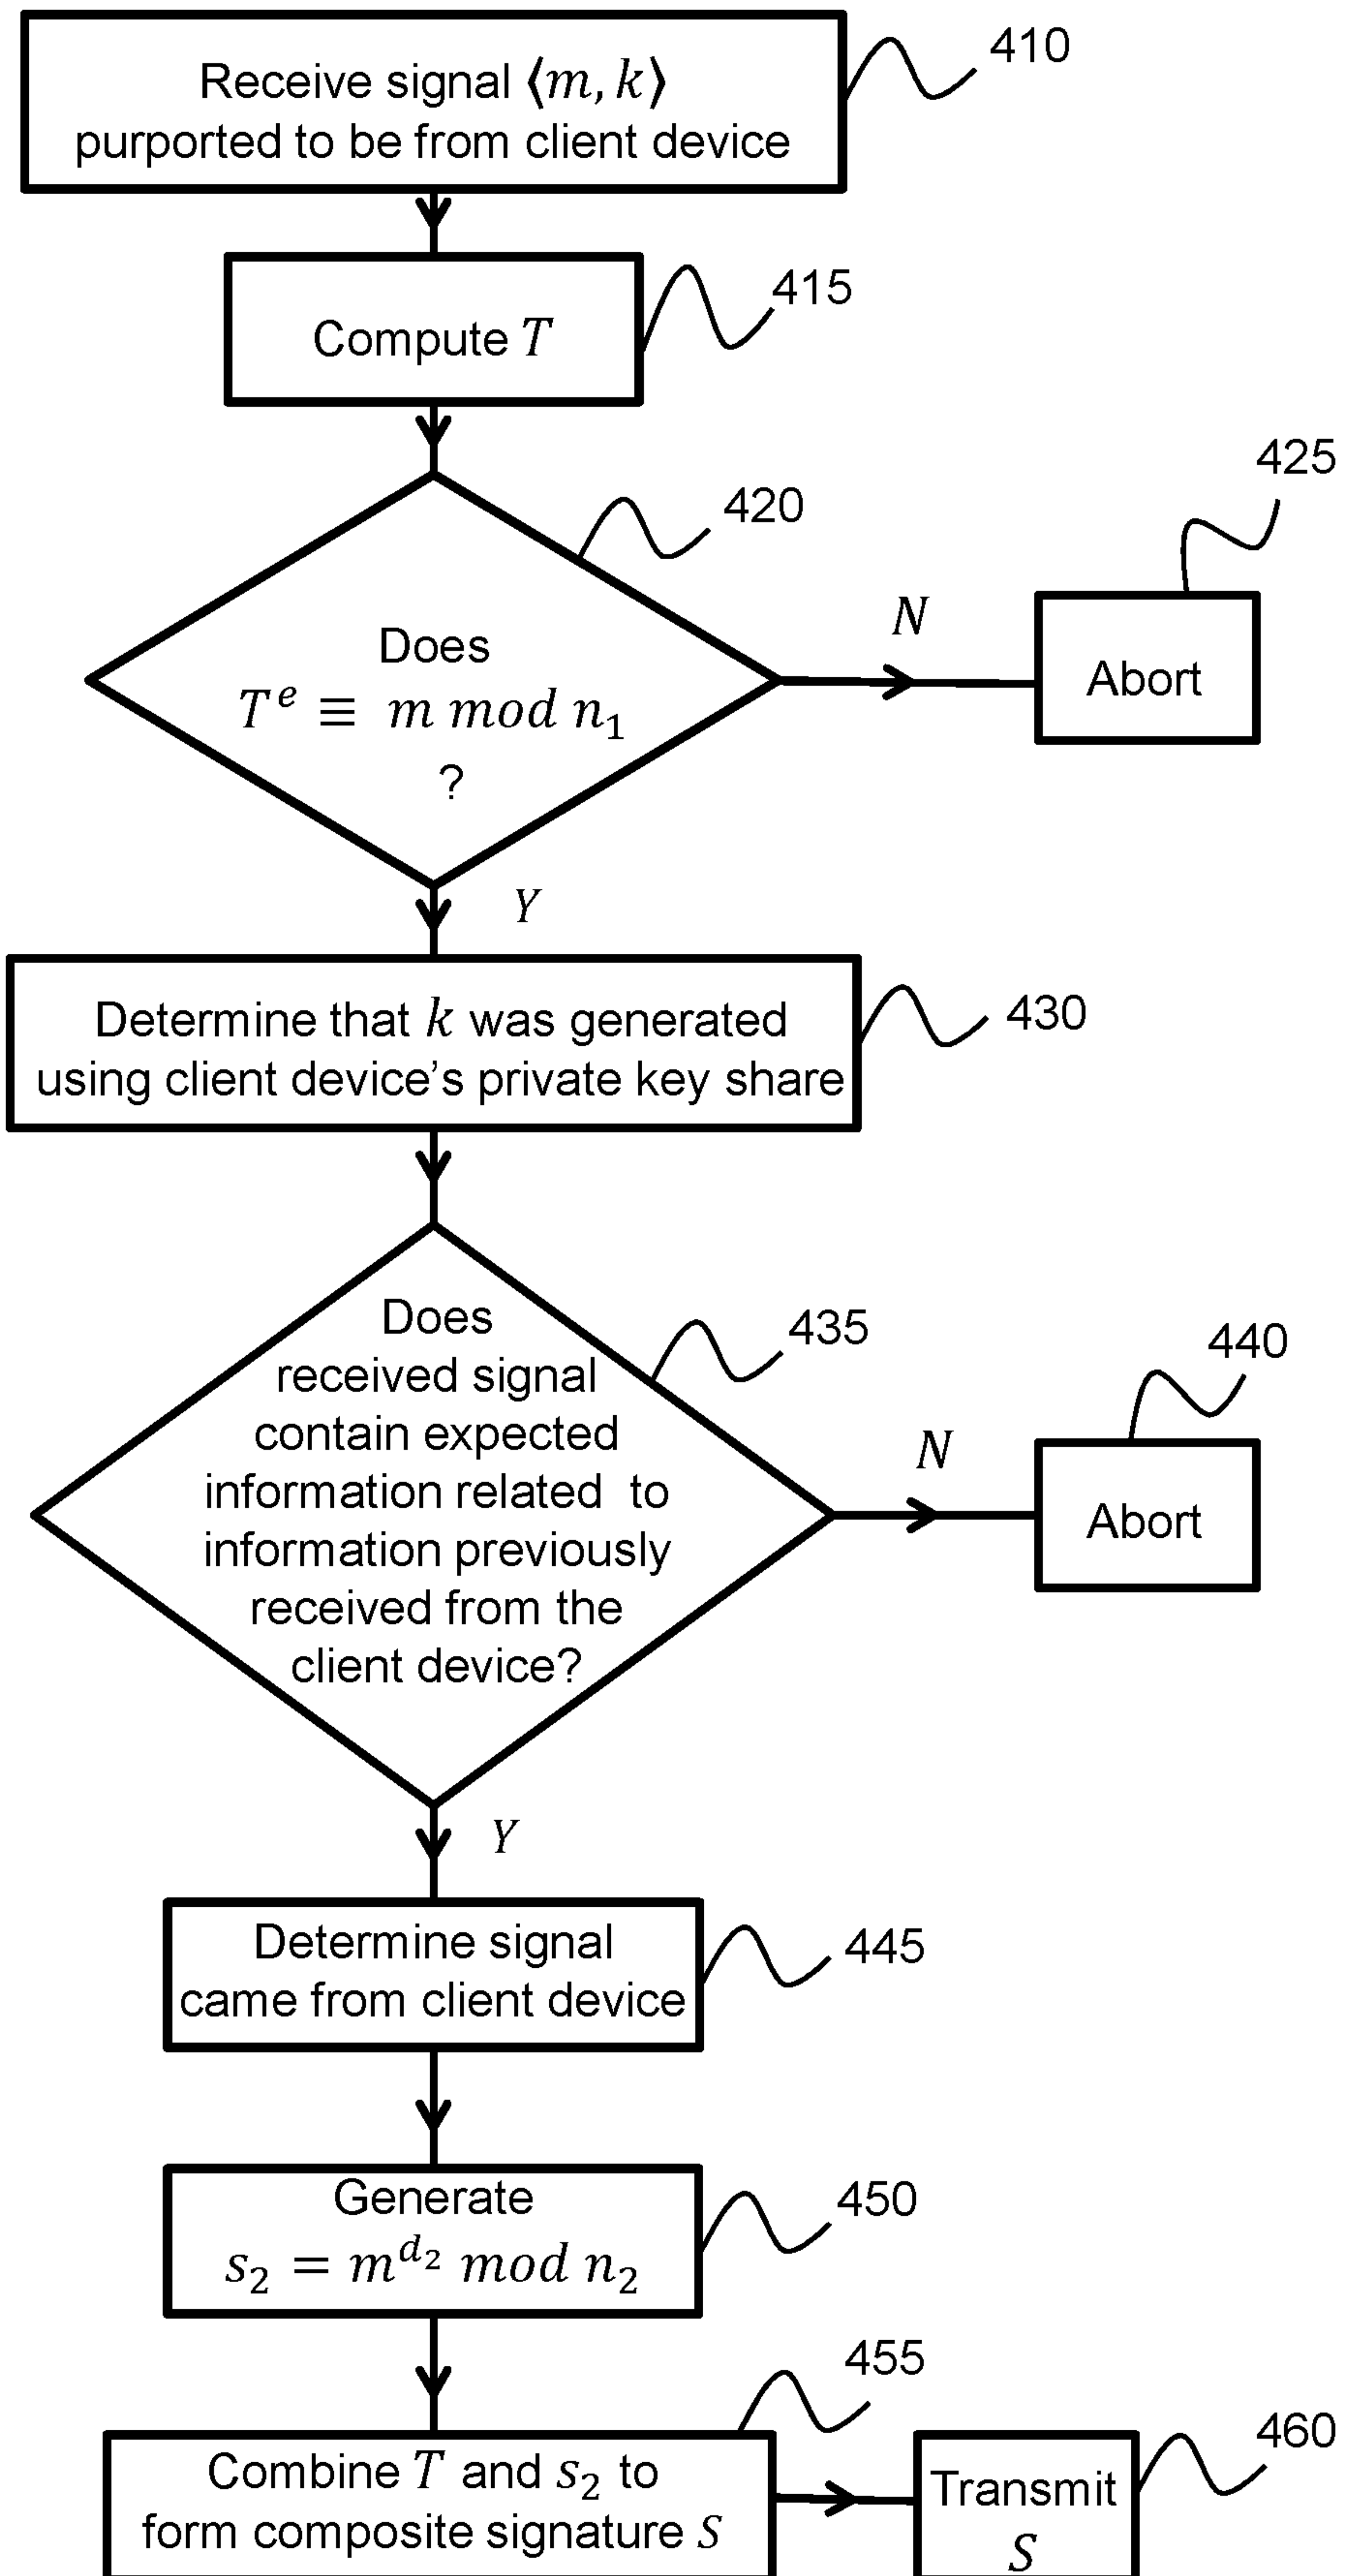 Receive signal ⟨m, k⟩
purported to be from client device
410
Compute T
415
Does
T^e ≡ m mod n_1
?
420
N
Abort
425
Y
Determine that k was generated
using client device's private key share
430
Does
received signal
contain expected
information related to
information previously
received from the
client device?
435
N
Abort
440
Y
Determine signal
came from client device
445
Generate
s_2 = m^{d_2} mod n_2
450
Combine T and s_2 to
form composite signature S
455
Transmit
S
460